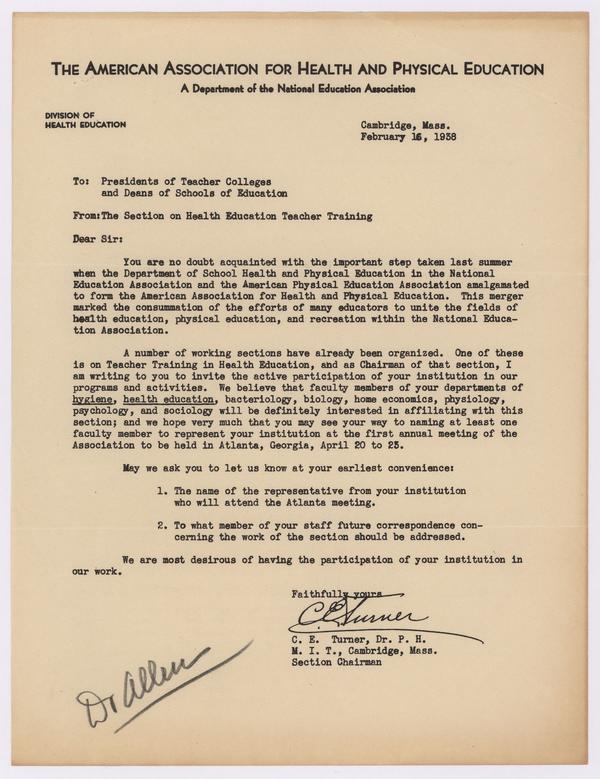 THE AMERICAN ASSOCIATION FOR HEALTH AND PHYSICAL EDUCATION
A Department of the National Education Association
DIVISION OF
HEALTH EDUCATION
Cambridge, Mass.
February 16, 1938
To: Presidents of Teacher Colleges
and Deans of Schools of Education
From:The Section on Health Education Teacher Training
Dear Sir:
You are no doubt acquainted with the important step taken last summer
when the Department of School Health and Physical Education in the National
Education Association and the American Physical Education Association amalgamated
to form the American Association for Health and Physical Education. This merger
marked the consummation of the efforts of many educators to unite the fields of
health education, physical education, and recreation within the National Educa-
tion Association.
A number of working sections have already been organized. One of these
is on Teacher Training in Health Education, and as Chairman of that section, I
am writing to you to invite the active participation of your institution in our
programs and activities. We believe that faculty members of your departments of
hygiene, health education, bacteriology, biology, home economics, physiology,
psychology, and sociology will be definitely interested in affiliating with this
section; and we hope very much that you may see your way to naming at least one
faculty member to represent your institution at the first annual meeting of the
Association to be held in Atlanta, Georgia, April 20 to 23.
May we ask you to let us know at your earliest convenience:
1. The name of the representative from your institution
who will attend the Atlanta meeting.
2. To what member of your staff future correspondence con-
cerning the work of the section should be addressed.
We are most desirous of having the participation of your institution in
our work.
Faithfully yours
C E Turner
C. E. Turner, Dr. P. H.
M. I. T., Cambridge, Mass.
Section Chairman
Dr Allen